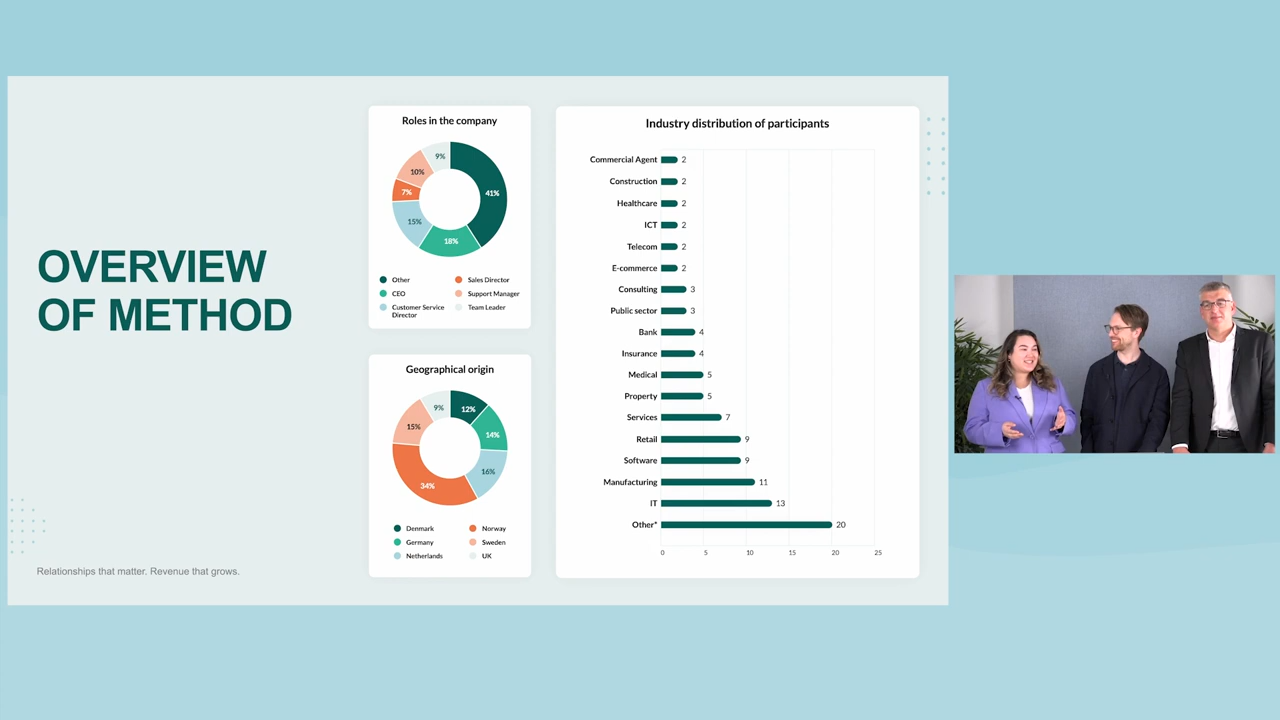 OVERVIEW
OF METHOD
Relationships that matter. Revenue that grows.
Roles in the company
9%
10%
7%
41%
15%
18%
Other
Sales Director
CEO
Support Manager
Customer Service
Director
Team Leader
Geographical origin
9%
12%
15%
14%
16%
34%
Denmark
Norway
Germany
Sweden
Netherlands
UK
Industry distribution of participants
Commercial Agent 2
Construction 2
Healthcare 2
ICT 2
Telecom 2
E-commerce 2
Consulting 3
Public sector 3
Bank 4
Insurance 4
Medical 5
Property 5
Services 7
Retail 9
Software 9
Manufacturing 11
IT 13
Other* 20
0 5 10 15 20 25